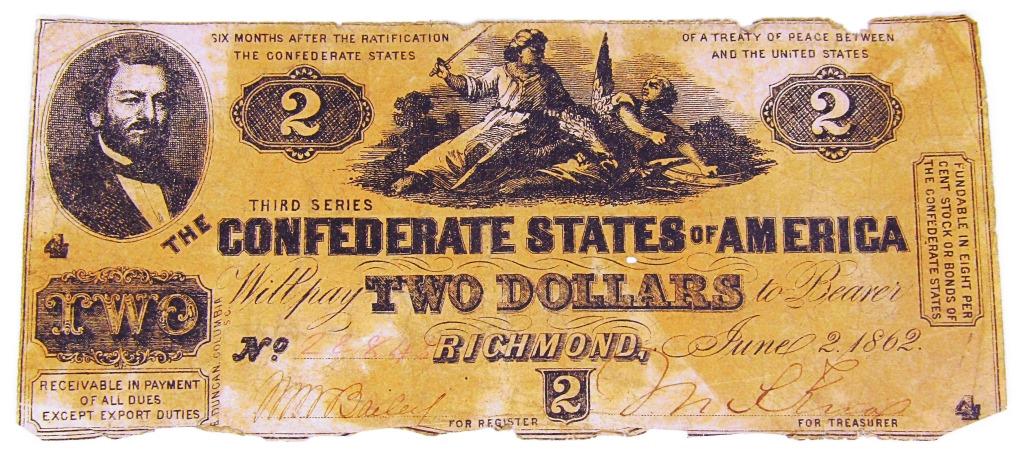 SIX MONTHS AFTER THE RATIFICATION
OF A TREATY OF PEACE BETWEEN
THE CONFEDERATE STATES
AND THE UNITED STATES
2
2
THIRD SERIES
THE CONFEDERATE STATES OF AMERICA
4
Will pay TWO DOLLARS to Bearer
TWO
No. RICHMOND, June 2. 1862.
RECEIVABLE IN PAYMENT
OF ALL DUES
EXCEPT EXPORT DUTIES
B. DUNCAN. COLUMBIA
S.C.
2
FOR REGISTER
FOR TREASURER
4
FUNDABLE IN EIGHT PER
CENT STOCK OR BONDS OF
THE CONFEDERATE STATES